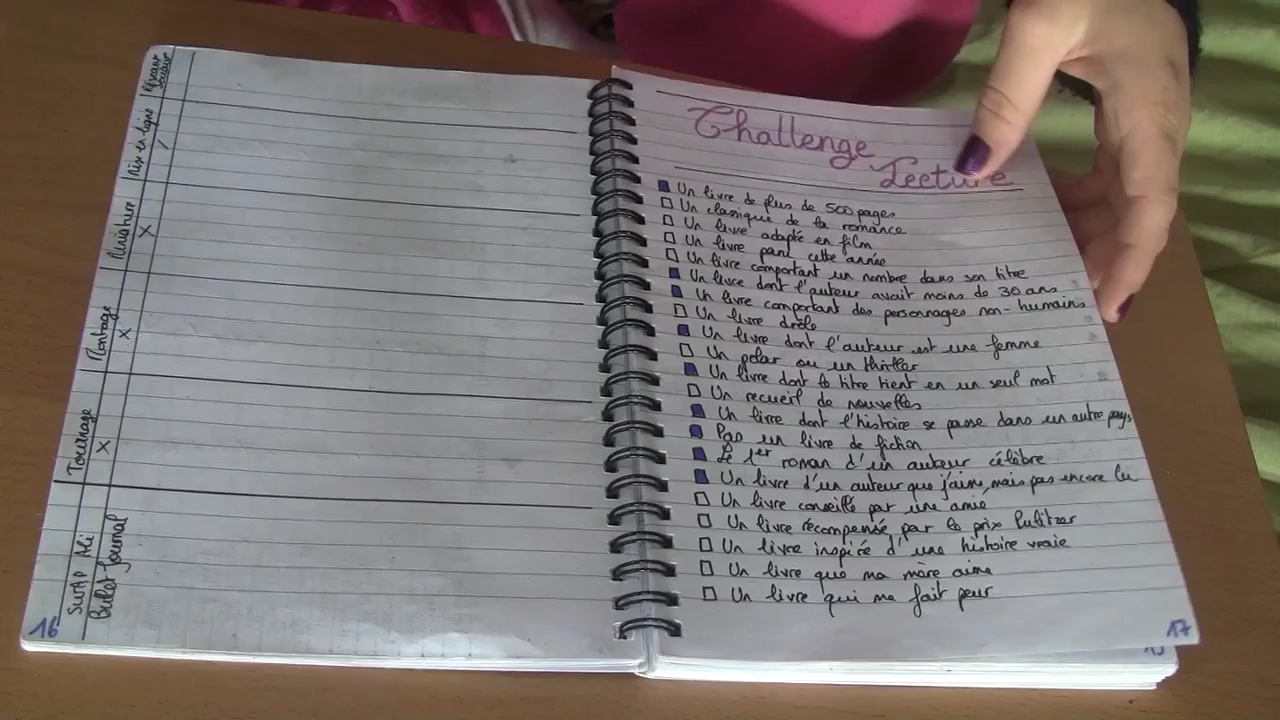 Résaux
Sociaux
Mix en ligne
Miniature
Montage
Tournage
SWAP Ali
Bullet Journal
X
X
X
16
Challenge
Lecture
Un livre de plus de 500 pages
Un classique de la romance
Un livre adapté en film
Un livre paru cette année
Un livre comportant un nombre dans son titre
Un livre dont l'auteur avait moins de 30 ans
Un livre comportant des personnages non-humains
Un livre drôle
Un livre dont l'auteur est une femme
Un polar ou un thriller
Un livre dont le titre tient en un seul mot
Un recueil de nouvelles
Un livre dont l'histoire se passe dans un autre pays
Pas un livre de fiction
Le 1er roman d'un auteur célèbre
Un livre d'un auteur que j'aime, mais pas encore lu
Un livre conseillé par une amie
Un livre récompensé par le prix Pulitzer
Un livre inspiré d'une histoire vraie
Un livre que ma mère aime
Un livre qui me fait peur
17